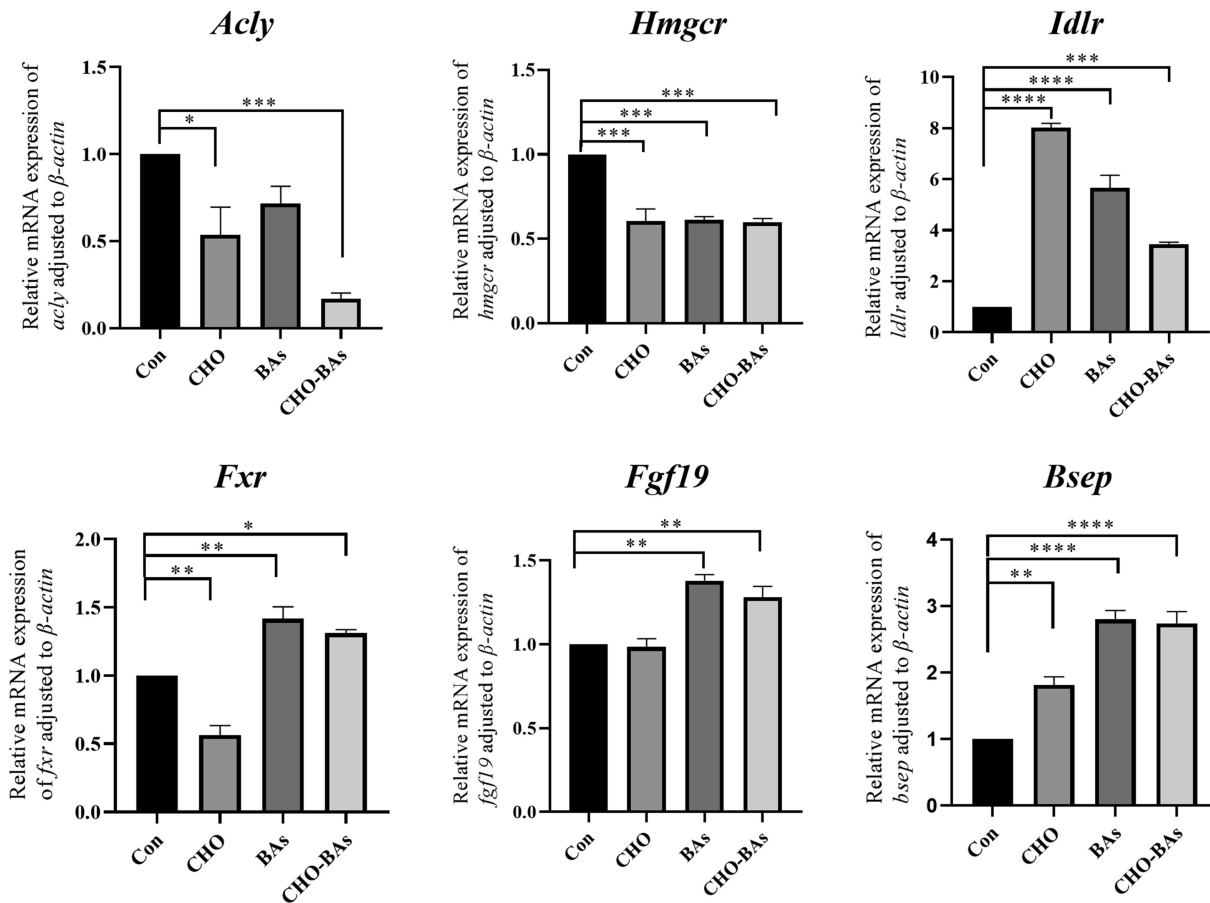 Acly
Relative mRNA expression of
acly adjusted to β-actin
1.5
1.0
0.5
0.0
***
*
Con
CHO
BAs
CHO-BAs
Hmgcr
Relative mRNA expression of
hmgcr adjusted to β-actin
1.5
1.0
0.5
0.0
***
***
***
Con
CHO
BAs
CHO-BAs
Idlr
Relative mRNA expression of
ldlr adjusted to β-actin
10
8
6
4
2
0
***
****
****
Con
CHO
BAs
CHO-BAs
Fxr
Relative mRNA expression
of fxr adjusted to β-actin
2.0
1.5
1.0
0.5
0.0
*
**
**
Con
CHO
BAs
CHO-BAs
Fgf19
Relative mRNA expression of
fgf19 adjusted to β-actin
1.5
1.0
1.5
0.0
**
**
Con
CHO
BAs
CHO-BAs
Bsep
Relative mRNA expression of
bsep adjusted to β-actin
4
3
2
1
0
****
****
**
Con
CHO
BAs
CHO-BAs